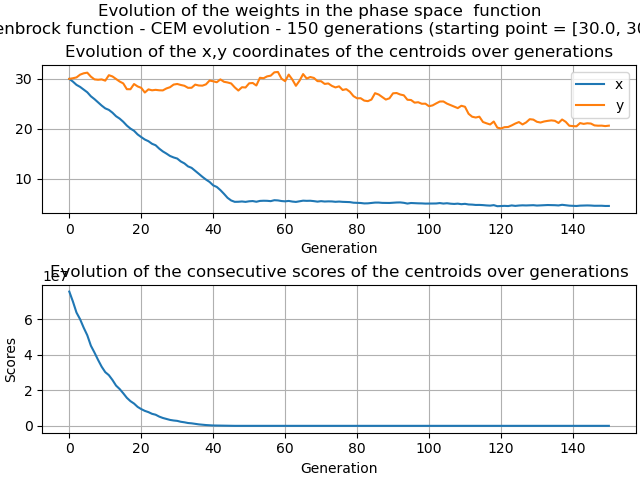 Evolution of the weights in the phase space function
enbrock function - CEM evolution - 150 generations (starting point = [30.0, 30
Evolution of the x,y coordinates of the centroids over generations
30
20
10
x
y
0 20 40 60 80 100 120 140
Generation
1e7
Evolution of the consecutive scores of the centroids over generations
Scores
6
4
2
0
0 20 40 60 80 100 120 140
Generation